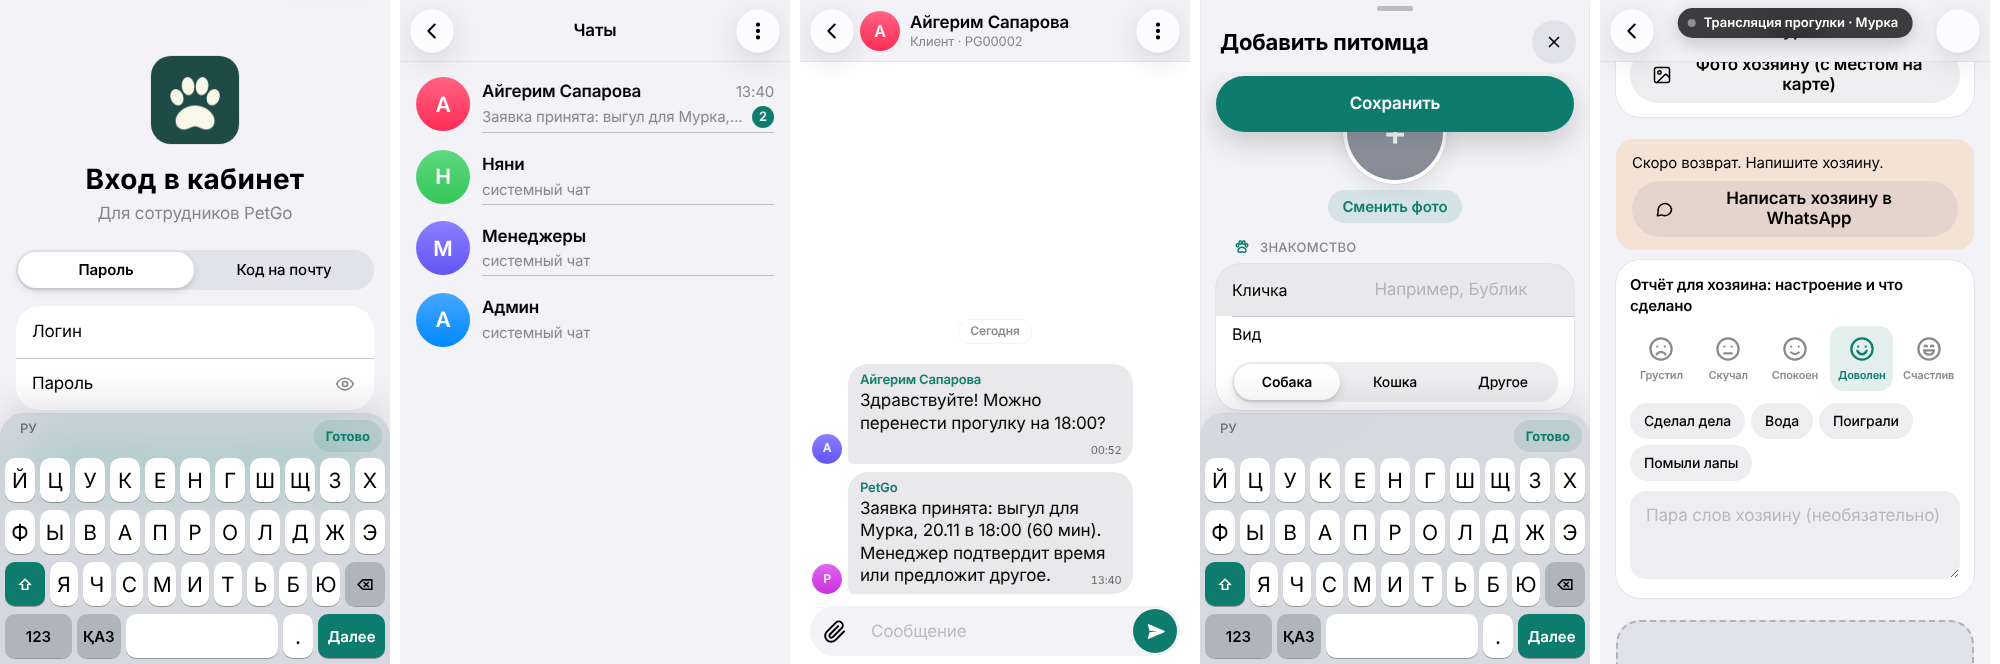 Вход в кабинет
Для сотрудников PetGo
Пароль
Код на почту
Логин
Пароль
РУ
Готово
Й Ц У К Е Н Г Ш Щ З Х
Ф Ы В А П Р О Л Д Ж Э
Я Ч С М И Т Ь Б Ю
123 ҚАЗ . Далее
Чаты
А
Айгерим Сапарова
13:40
Заявка принята: выгул для Мурка,...
2
Н
Няни
системный чат
М
Менеджеры
системный чат
А
Админ
системный чат
А
Айгерим Сапарова
Клиент · PG00002
Сегодня
Айгерим Сапарова
Здравствуйте! Можно
перенести прогулку на 18:00?
00:52
А
PetGo
Заявка принята: выгул для
Мурка, 20.11 в 18:00 (60 мин).
Менеджер подтвердит время
или предложит другое.
13:40
P
Сообщение
Добавить питомца
Сохранить
Сменить фото
ЗНАКОМСТВО
Кличка
Например, Бублик
Вид
Собака
Кошка
Другое
РУ
Готово
Й Ц У К Е Н Г Ш Щ З Х
Ф Ы В А П Р О Л Д Ж Э
Я Ч С М И Т Ь Б Ю
123 ҚАЗ . Далее
Трансляция прогулки · Мурка
Фото хозяину (с местом на
карте)
Скоро возврат. Напишите хозяину.
Написать хозяину в
WhatsApp
Отчёт для хозяина: настроение и что
сделано
Грустил
Скучал
Спокоен
Доволен
Счастлив
Сделал дела
Вода
Поиграли
Помыли лапы
Пара слов хозяину (необязательно)